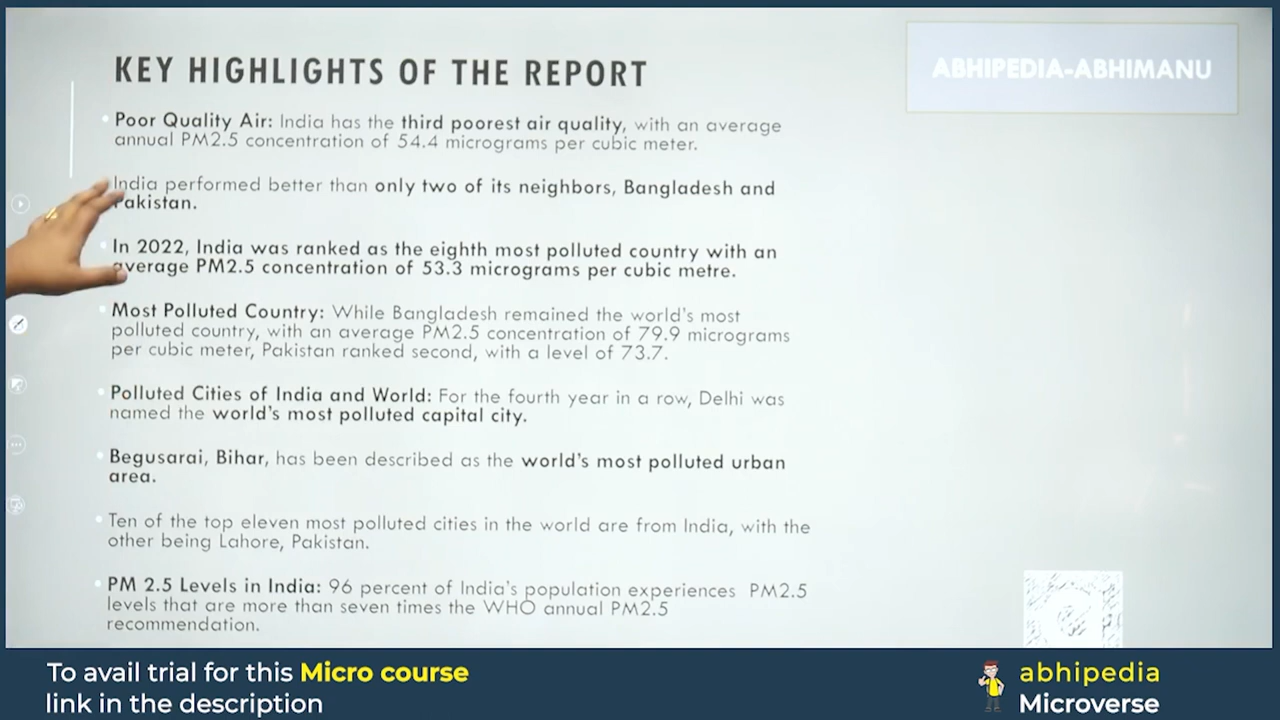 KEY HIGHLIGHTS OF THE REPORT
ABHIPEDIA-ABHIMANU
• Poor Quality Air: India has the third poorest air quality, with an average
annual PM2.5 concentration of 54.4 micrograms per cubic meter.
India performed better than only two of its neighbors, Bangladesh and
Pakistan.
• In 2022, India was ranked as the eighth most polluted country with an
average PM2.5 concentration of 53.3 micrograms per cubic metre.
• Most Polluted Country: While Bangladesh remained the world's most
polluted country, with an average PM2.5 concentration of 79.9 micrograms
per cubic meter, Pakistan ranked second, with a level of 73.7.
• Polluted Cities of India and World: For the fourth year in a row, Delhi was
named the world's most polluted capital city.
• Begusarai, Bihar, has been described as the world's most polluted urban
area.
• Ten of the top eleven most polluted cities in the world are from India, with the
other being Lahore, Pakistan.
• PM 2.5 Levels in India: 96 percent of India's population experiences PM2.5
levels that are more than seven times the WHO annual PM2.5
recommendation.
To avail trial for this Micro course
link in the description
abhipedia
Microverse